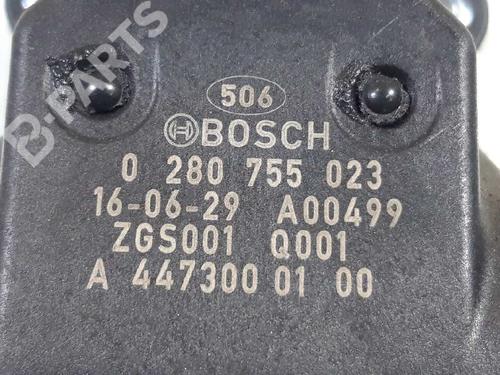 506
BOSCH
0 280 755 023
16-06-29 A00499
ZGS001 Q001
A 447300 01 00
B-PARTS